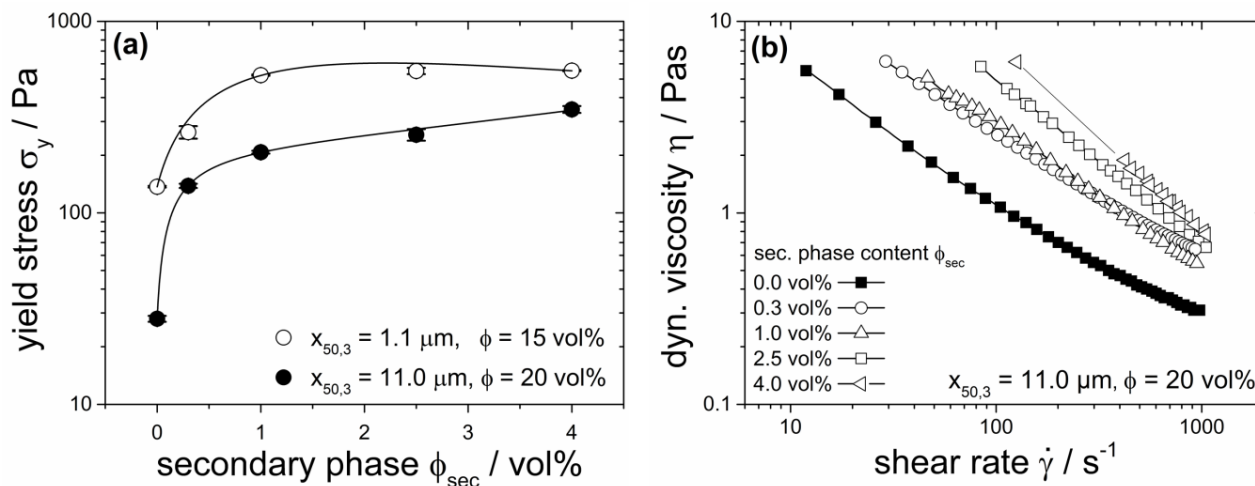 (a)
yield stress σy / Pa
1000
100
10
0 1 2 3 4
secondary phase ϕsec / vol%
x50,3 = 1.1 μm, ϕ = 15 vol%
x50,3 = 11.0 μm, ϕ = 20 vol%
(b)
dyn. viscosity η / Pas
10
1
0.1
10 100 1000
shear rate γ̇ / s-1
sec. phase content ϕsec
0.0 vol%
0.3 vol%
1.0 vol%
2.5 vol%
4.0 vol%
x50,3 = 11.0 μm, ϕ = 20 vol%